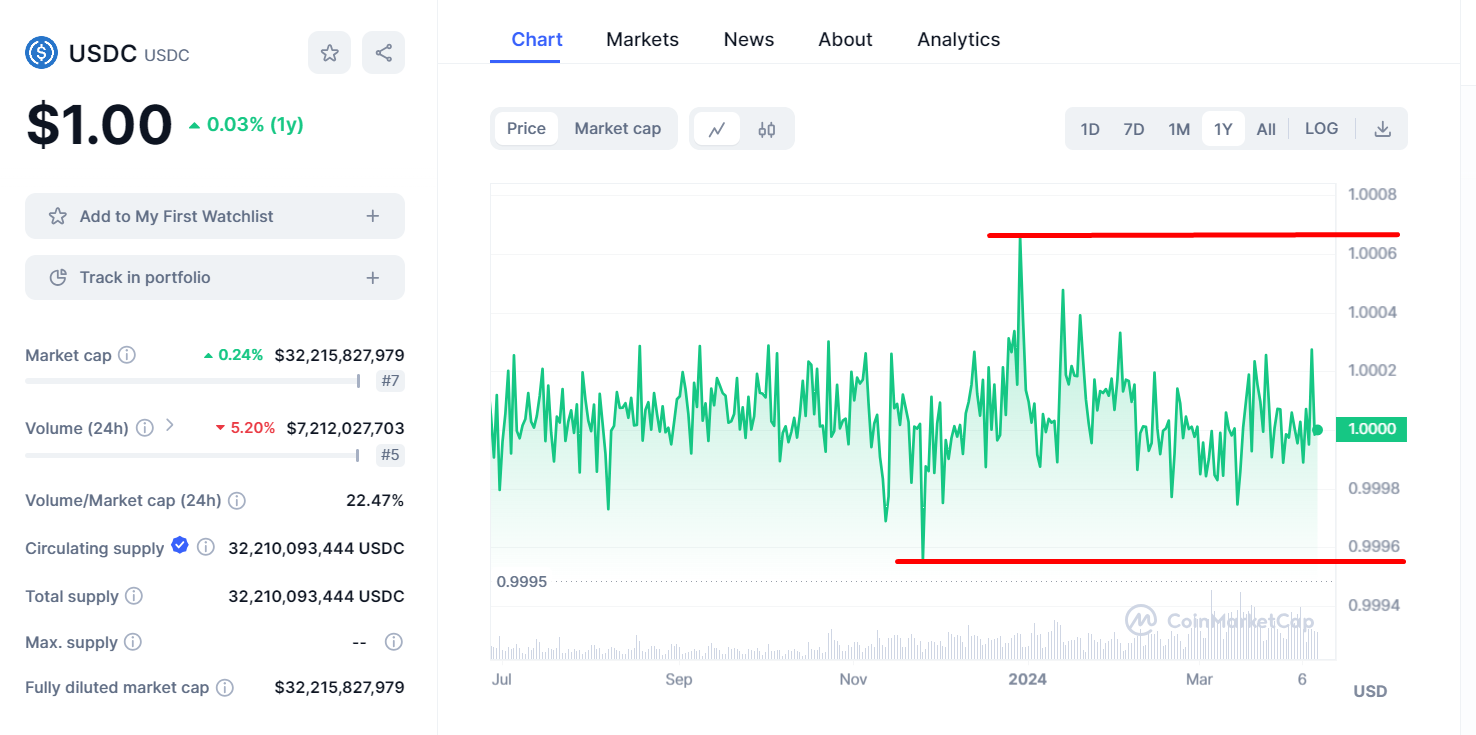 USDC USDC
$1.00 0.03% (1y)
Add to My First Watchlist
Track in portfolio
Market cap 0.24% $32,215,827,979
#7
Volume (24h) 5.20% $7,212,027,703
#5
Volume/Market cap (24h) 22.47%
Circulating supply 32,210,093,444 USDC
Total supply 32,210,093,444 USDC
Max. supply --
Fully diluted market cap $32,215,827,979
Chart Markets News About Analytics
Price Market cap
1D 7D 1M 1Y All LOG
1.0008
1.0006
1.0004
1.0002
1.0000
0.9998
0.9996
0.9995
0.9994
CoinMarketCap
Jul Sep Nov 2024 Mar 6
USD